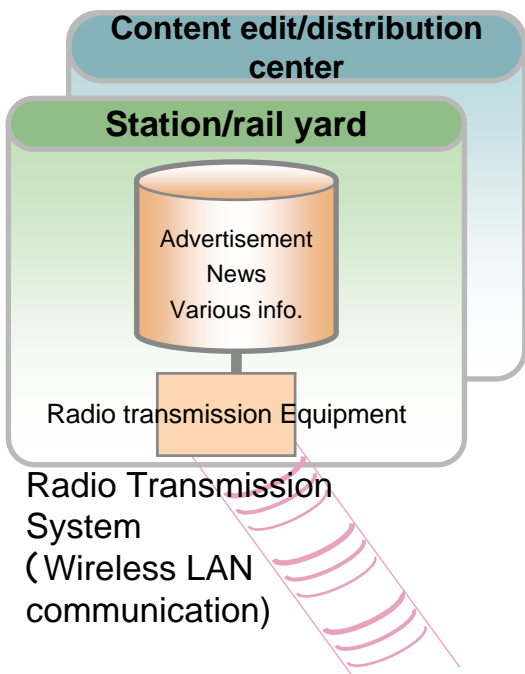 Content edit/distribution
center
Station/rail yard
Advertisement
News
Various info.
Radio transmission Equipment
Radio Transmission
System
（Wireless LAN
communication)